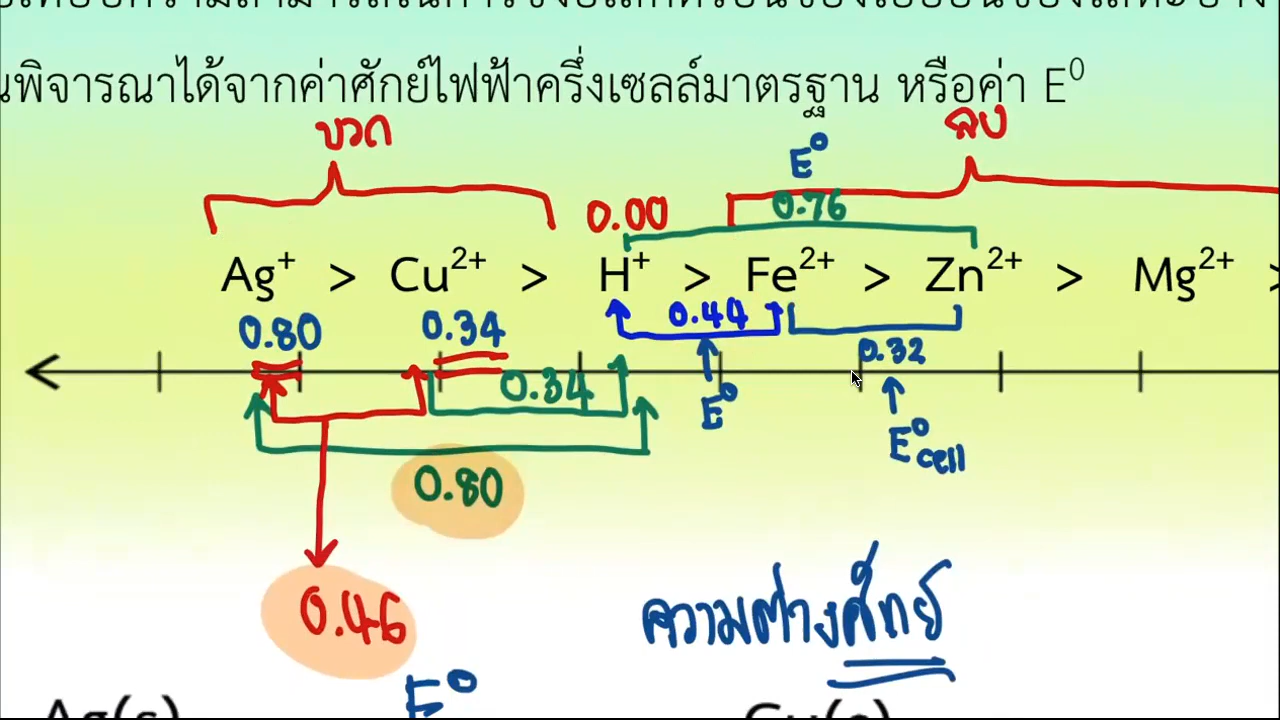 นพิจารณาได้จากค่าศักย์ไฟฟ้าครึ่งเซลล์มาตรฐาน หรือค่า E⁰
บวก
ลบ
E⁰
0.00
0.76
Ag⁺ > Cu²⁺ > H⁺ > Fe²⁺ > Zn²⁺ > Mg²⁺ >
0.80
0.34
0.44
0.32
0.34
E⁰
E⁰cell
0.80
0.46
ความต่างศักย์
E⁰
Ag(s)
Cu(s)